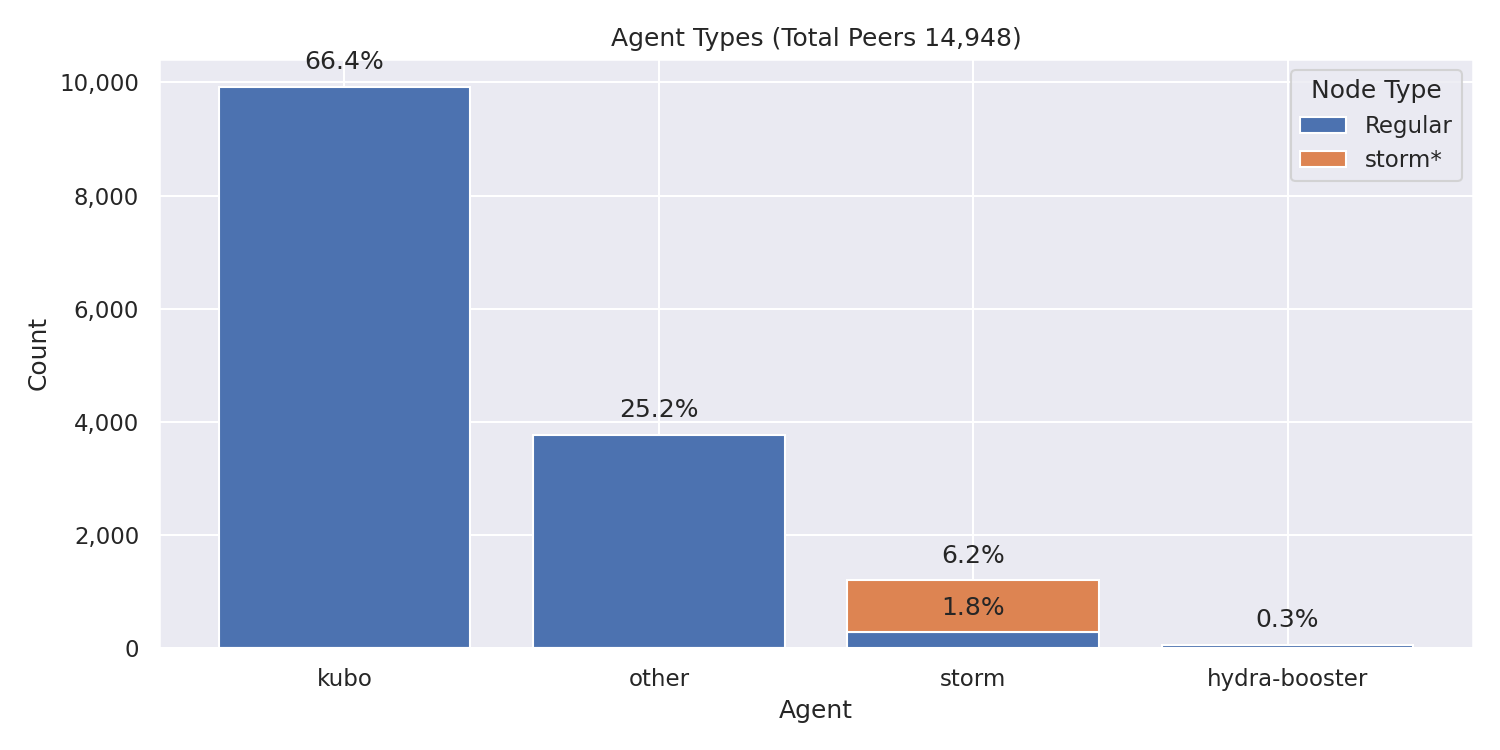 Agent Types (Total Peers 14,948)
66.4%
10,000
8,000
6,000
4,000
2,000
0
Count
25.2%
6.2%
1.8%
0.3%
Node Type
Regular
storm*
kubo
other
storm
hydra-booster
Agent